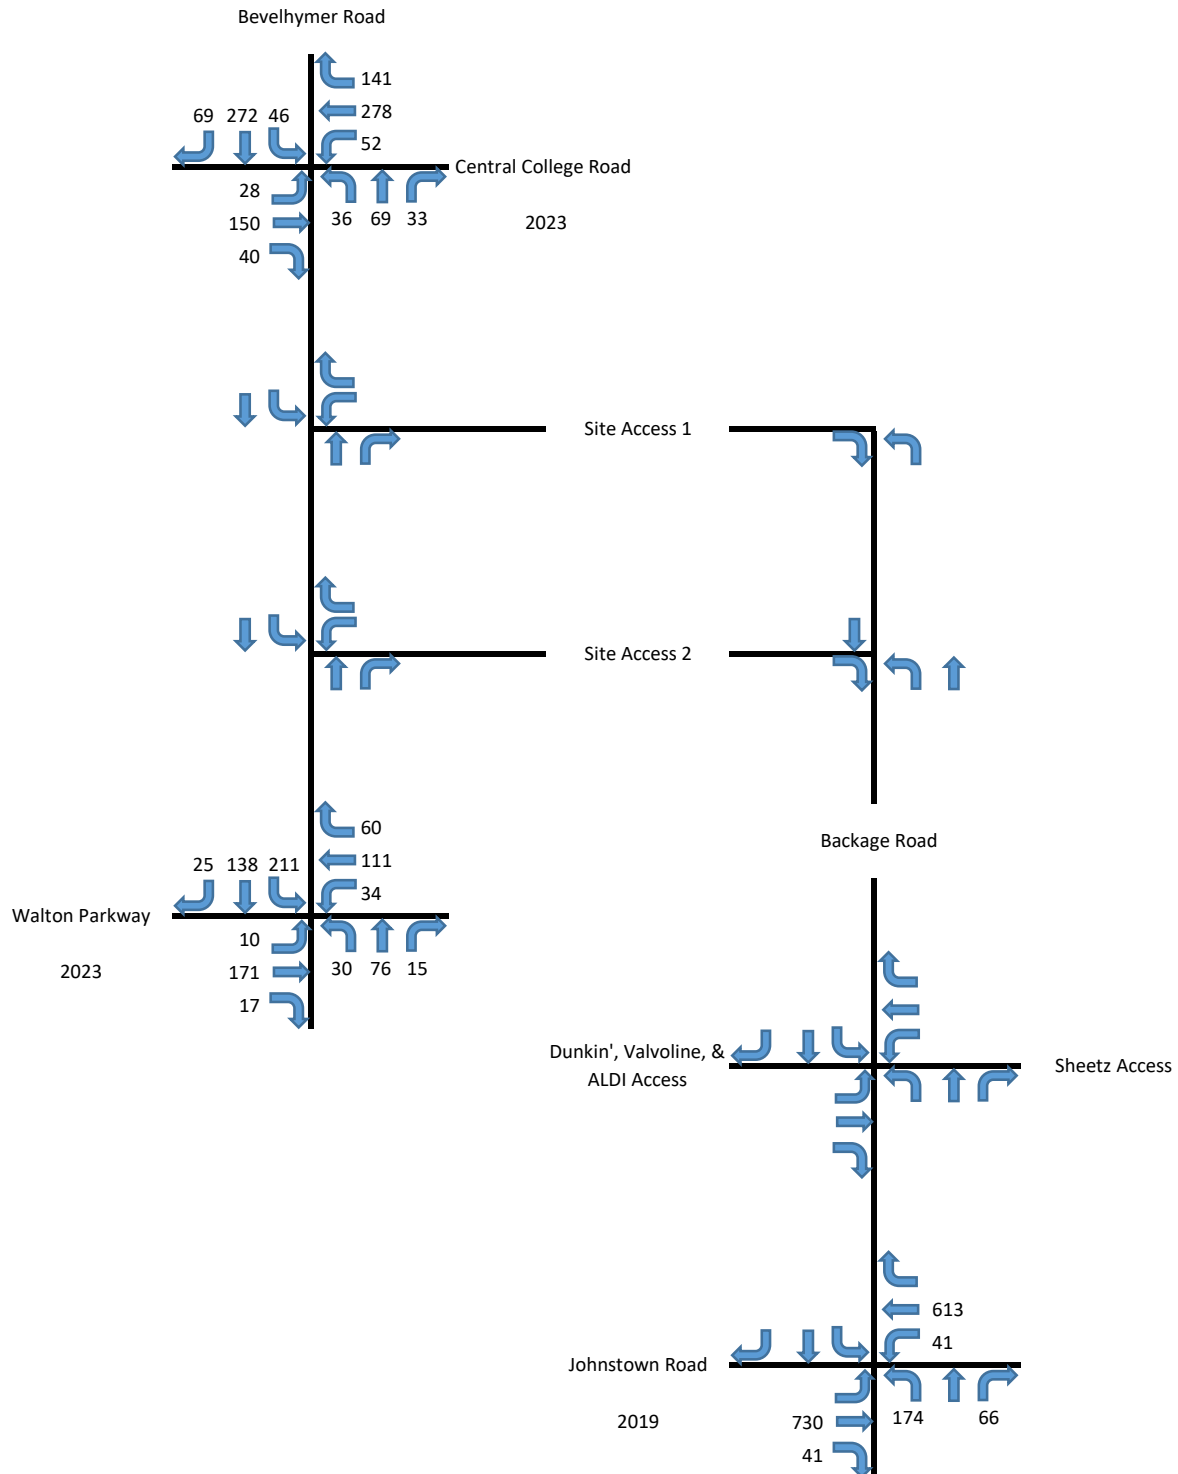 Bevelhymer Road
141
69 272 46 278
52
Central College Road
28
150 36 69 33 2023
40
Site Access 1
Site Access 2
60
Backage Road
25 138 211 111
34
Walton Parkway
10
2023 171 30 76 15
17
Dunkin', Valvoline, &
ALDI Access
Sheetz Access
613
41
Johnstown Road
2019 730 174 66
41